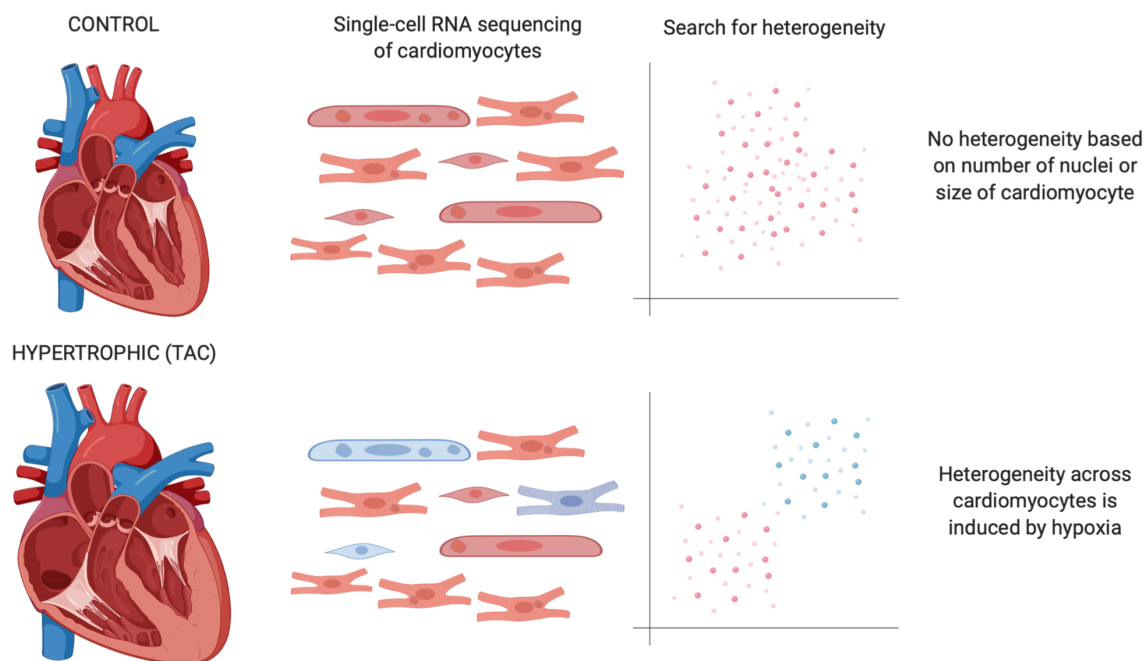 CONTROL
Single-cell RNA sequencing
of cardiomyocytes
Search for heterogeneity
No heterogeneity based
on number of nuclei or
size of cardiomyocyte
HYPERTROPHIC (TAC)
Heterogeneity across
cardiomyocytes is
induced by hypoxia